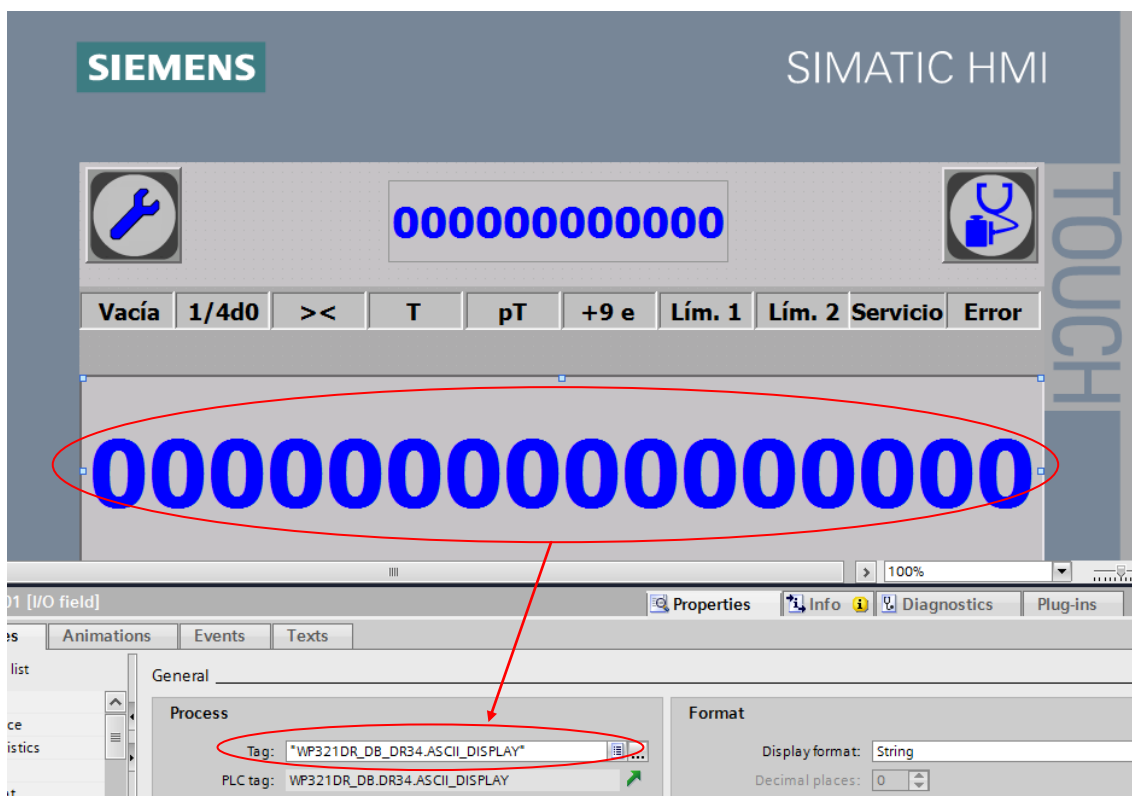 SIEMENS
SIMATIC HMI
TOUCH
000000000000
Vacía 1/4d0 >< T pT +9 e Lím. 1 Lím. 2 Servicio Error
0000000000000000
100%
01 [I/O field]
Properties Info Diagnostics Plug-ins
es Animations Events Texts
list
General
ce
istics
Process
Tag: "WP321DR_DB_DR34.ASCII_DISPLAY" ...
PLC tag: WP321DR_DB.DR34.ASCII_DISPLAY
Format
Display format: String
Decimal places: 0